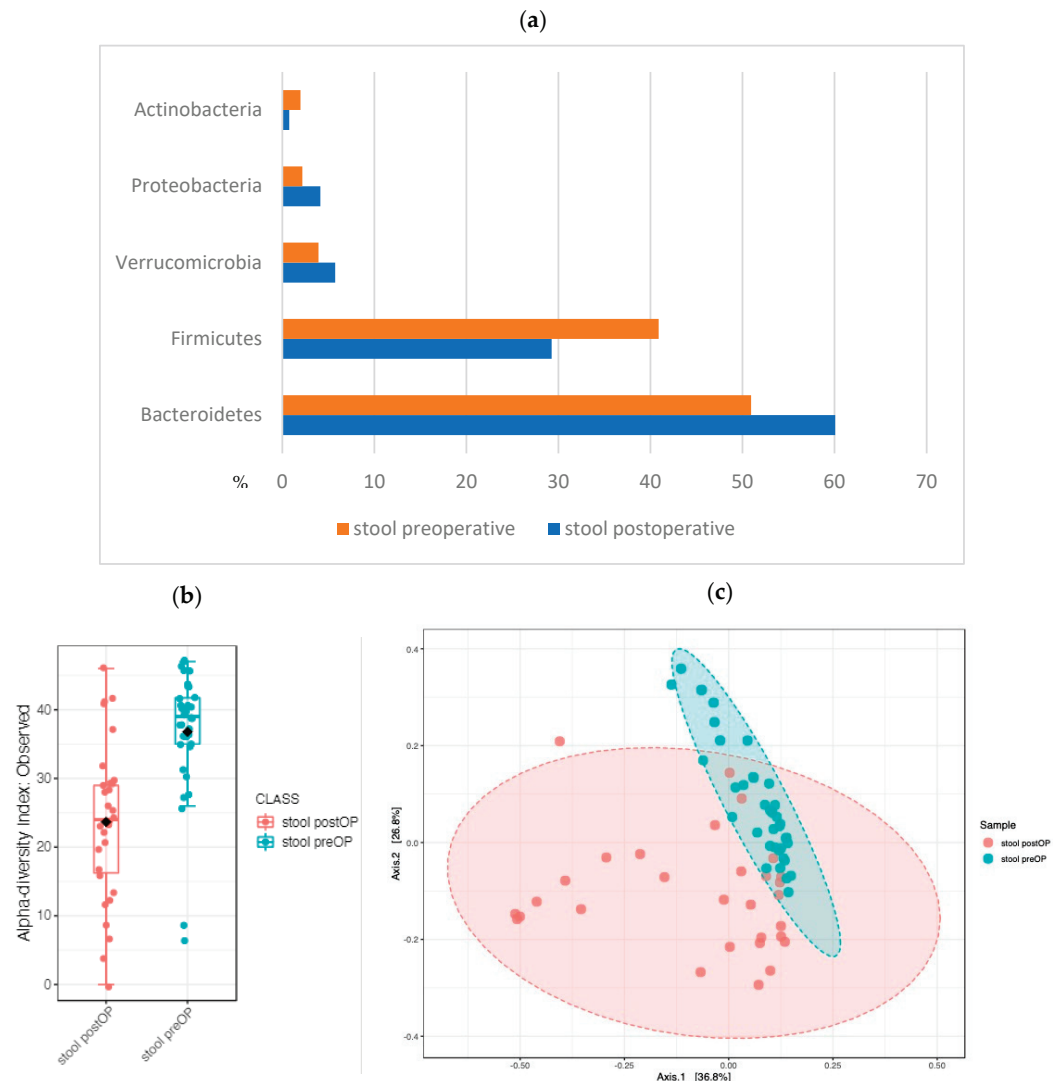 (a)
Actinobacteria
Proteobacteria
Verrucomicrobia
Firmicutes
Bacteroidetes
% 0 10 20 30 40 50 60 70
stool preoperative stool postoperative
(b)
Alpha-diversity Index: Observed
40
30
20
10
0
stool postOP
stool preOP
CLASS
stool postOP
stool preOP
(c)
Axis.2 [26.8%]
0.4
0.2
0.0
-0.2
-0.4
-0.50 -0.25 0.00 0.25 0.50
Axis.1 [36.8%]
Sample
stool postOP
stool preOP